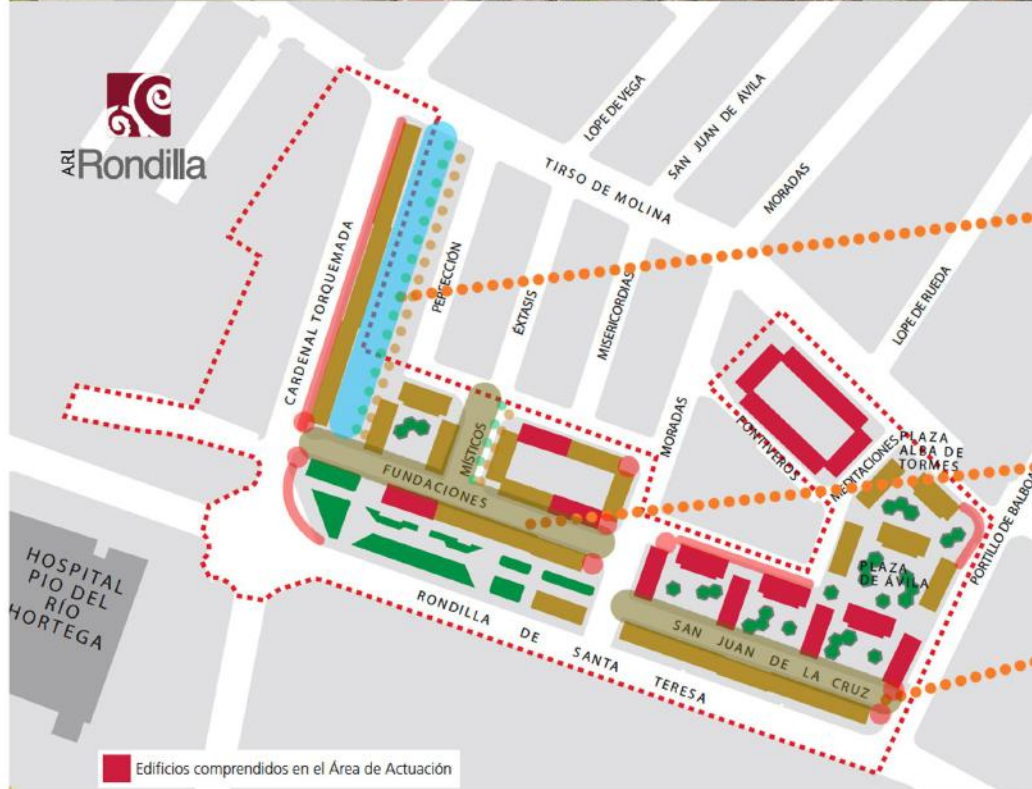 ARI
Rondilla
LOPE DE VEGA
SAN JUAN DE ÁVILA
TIRSO DE MOLINA
MORADAS
LOPE DE RUEDA
CARDENAL TORQUEMADA
PERFECCIÓN
ÉXTASIS
MISERICORDIAS
MORADAS
PONTIVEROS
MEDITACIONES
PLAZA
ALBA DE
TORMES
PORTILLO DE BALBOA
MÍSTICOS
FUNDACIONES
PLAZA
DE ÁVILA
HOSPITAL
PIO DEL
RÍO
HORTEGA
RONDILLA DE SANTA TERESA
SAN JUAN DE LA CRUZ
Edificios comprendidos en el Área de Actuación